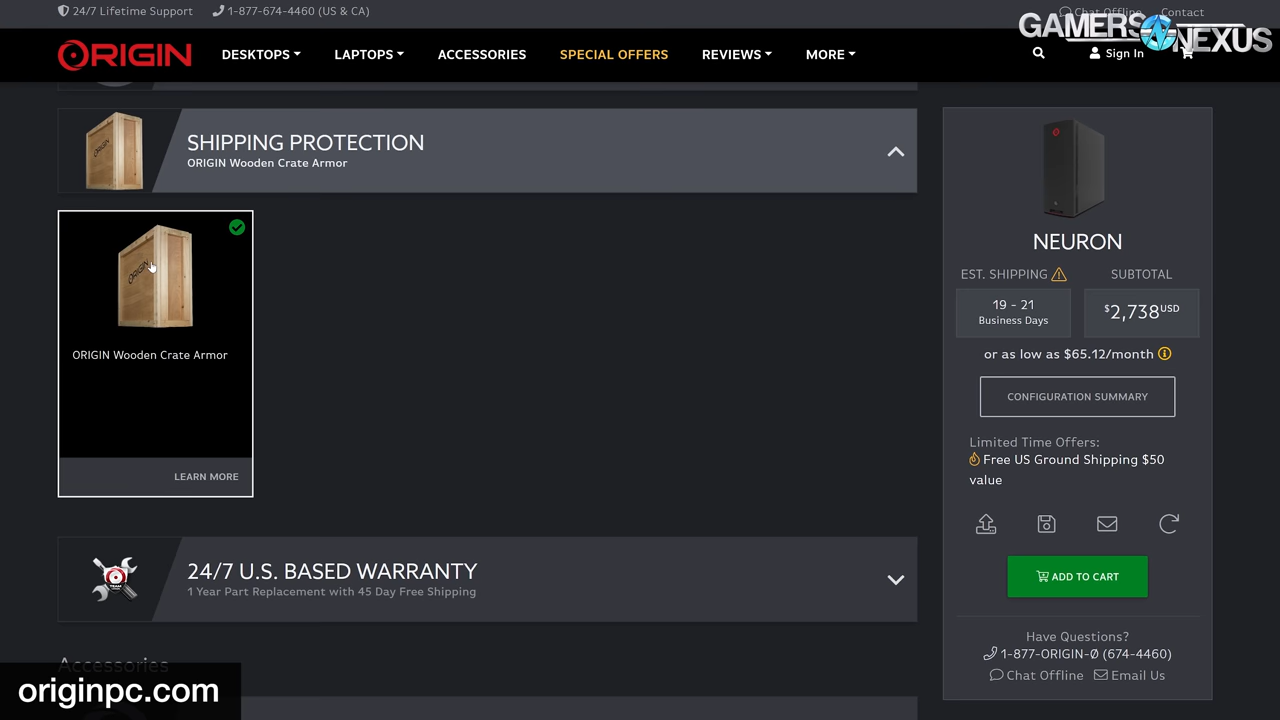 24/7 Lifetime Support
1-877-674-4460 (US & CA)
Chat Offline
Contact
GAMERS NEXUS
ORIGIN
DESKTOPS
LAPTOPS
ACCESSORIES
SPECIAL OFFERS
REVIEWS
MORE
Sign In
SHIPPING PROTECTION
ORIGIN Wooden Crate Armor
ORIGIN
ORIGIN
ORIGIN Wooden Crate Armor
LEARN MORE
24/7 U.S. BASED WARRANTY
1 Year Part Replacement with 45 Day Free Shipping
Accessories
NEURON
EST. SHIPPING
SUBTOTAL
19 - 21
Business Days
$2,738USD
or as low as $65.12/month
CONFIGURATION SUMMARY
Limited Time Offers:
Free US Ground Shipping $50
value
ADD TO CART
Have Questions?
1-877-ORIGIN-Ø (674-4460)
Chat Offline
Email Us
originpc.com